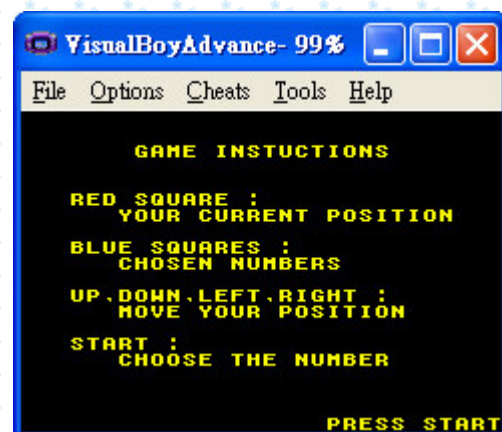 VisualBoyAdvance- 99%
File Options Cheats Tools Help
GAME INSTUCTIONS
RED SQUARE :
YOUR CURRENT POSITION
BLUE SQUARES :
CHOSEN NUMBERS
UP,DOWN,LEFT,RIGHT :
MOVE YOUR POSITION
START :
CHOOSE THE NUMBER
PRESS START